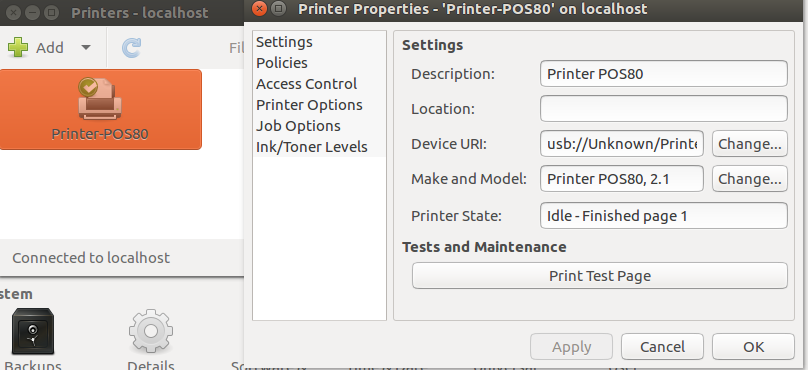 Printers - localhost
Add
Fil
Printer-POS80
Connected to localhost
stem
Backups
Details
Printer Properties - 'Printer-POS80' on localhost
Settings
Policies
Access Control
Printer Options
Job Options
Ink/Toner Levels
Settings
Description: Printer POS80
Location:
Device URI: usb://Unknown/Printe Change...
Make and Model: Printer POS80, 2.1 Change...
Printer State: Idle - Finished page 1
Tests and Maintenance
Print Test Page
Apply Cancel OK